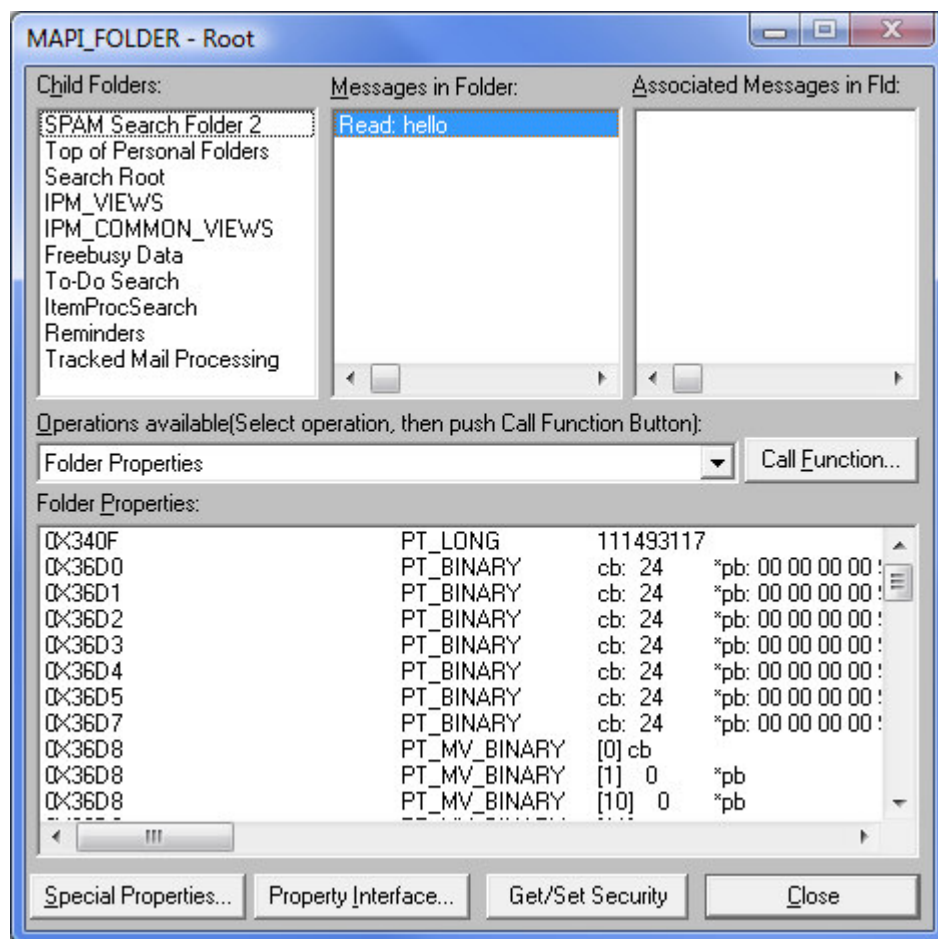 MAPI_FOLDER - Root
Child Folders:
SPAM Search Folder 2
Top of Personal Folders
Search Root
IPM_VIEWS
IPM_COMMON_VIEWS
Freebusy Data
To-Do Search
ItemProcSearch
Reminders
Tracked Mail Processing
Messages in Folder:
Read: hello
Associated Messages in Fld:
Operations available(Select operation, then push Call Function Button):
Folder Properties
Call Function...
Folder Properties:
0X340F PT_LONG 111493117
0X36D0 PT_BINARY cb: 24 *pb: 00 00 00 00
0X36D1 PT_BINARY cb: 24 *pb: 00 00 00 00
0X36D2 PT_BINARY cb: 24 *pb: 00 00 00 00
0X36D3 PT_BINARY cb: 24 *pb: 00 00 00 00
0X36D4 PT_BINARY cb: 24 *pb: 00 00 00 00
0X36D5 PT_BINARY cb: 24 *pb: 00 00 00 00
0X36D7 PT_BINARY cb: 24 *pb: 00 00 00 00
0X36D8 PT_MV_BINARY [0] cb
0X36D8 PT_MV_BINARY [1] 0 *pb
0X36D8 PT_MV_BINARY [10] 0 *pb
Special Properties...
Property Interface...
Get/Set Security
Close